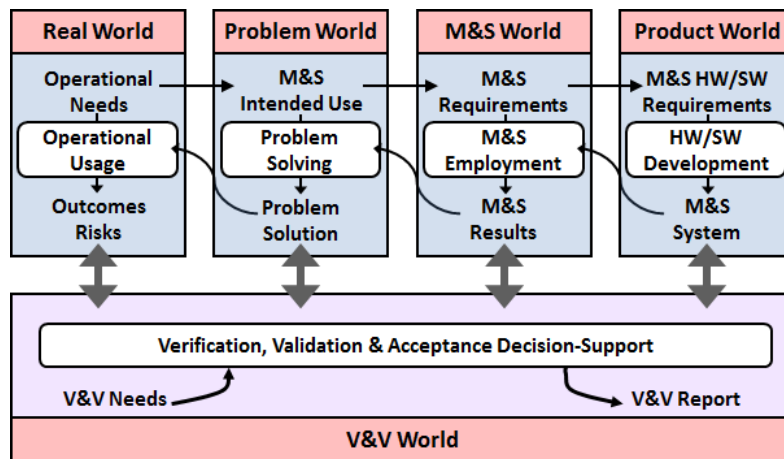 Real World
Operational
Needs
Operational
Usage
Outcomes
Risks
Problem World
M&S
Intended Use
Problem
Solving
Problem
Solution
M&S World
M&S
Requirements
M&S
Employment
M&S
Results
Product World
M&S HW/SW
Requirements
HW/SW
Development
M&S
System
Verification, Validation & Acceptance Decision-Support
V&V Needs
V&V Report
V&V World